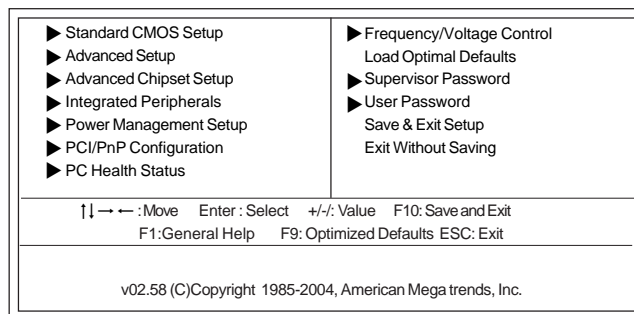 ▶ Standard CMOS Setup
▶ Advanced Setup
▶ Advanced Chipset Setup
▶ Integrated Peripherals
▶ Power Management Setup
▶ PCI/PnP Configuration
▶ PC Health Status
▶ Frequency/Voltage Control
Load Optimal Defaults
▶ Supervisor Password
▶ User Password
Save & Exit Setup
Exit Without Saving
↑↓→← : Move Enter : Select +/-/: Value F10: Save and Exit
F1:General Help F9: Optimized Defaults ESC: Exit
v02.58 (C)Copyright 1985-2004, American Mega trends, Inc.